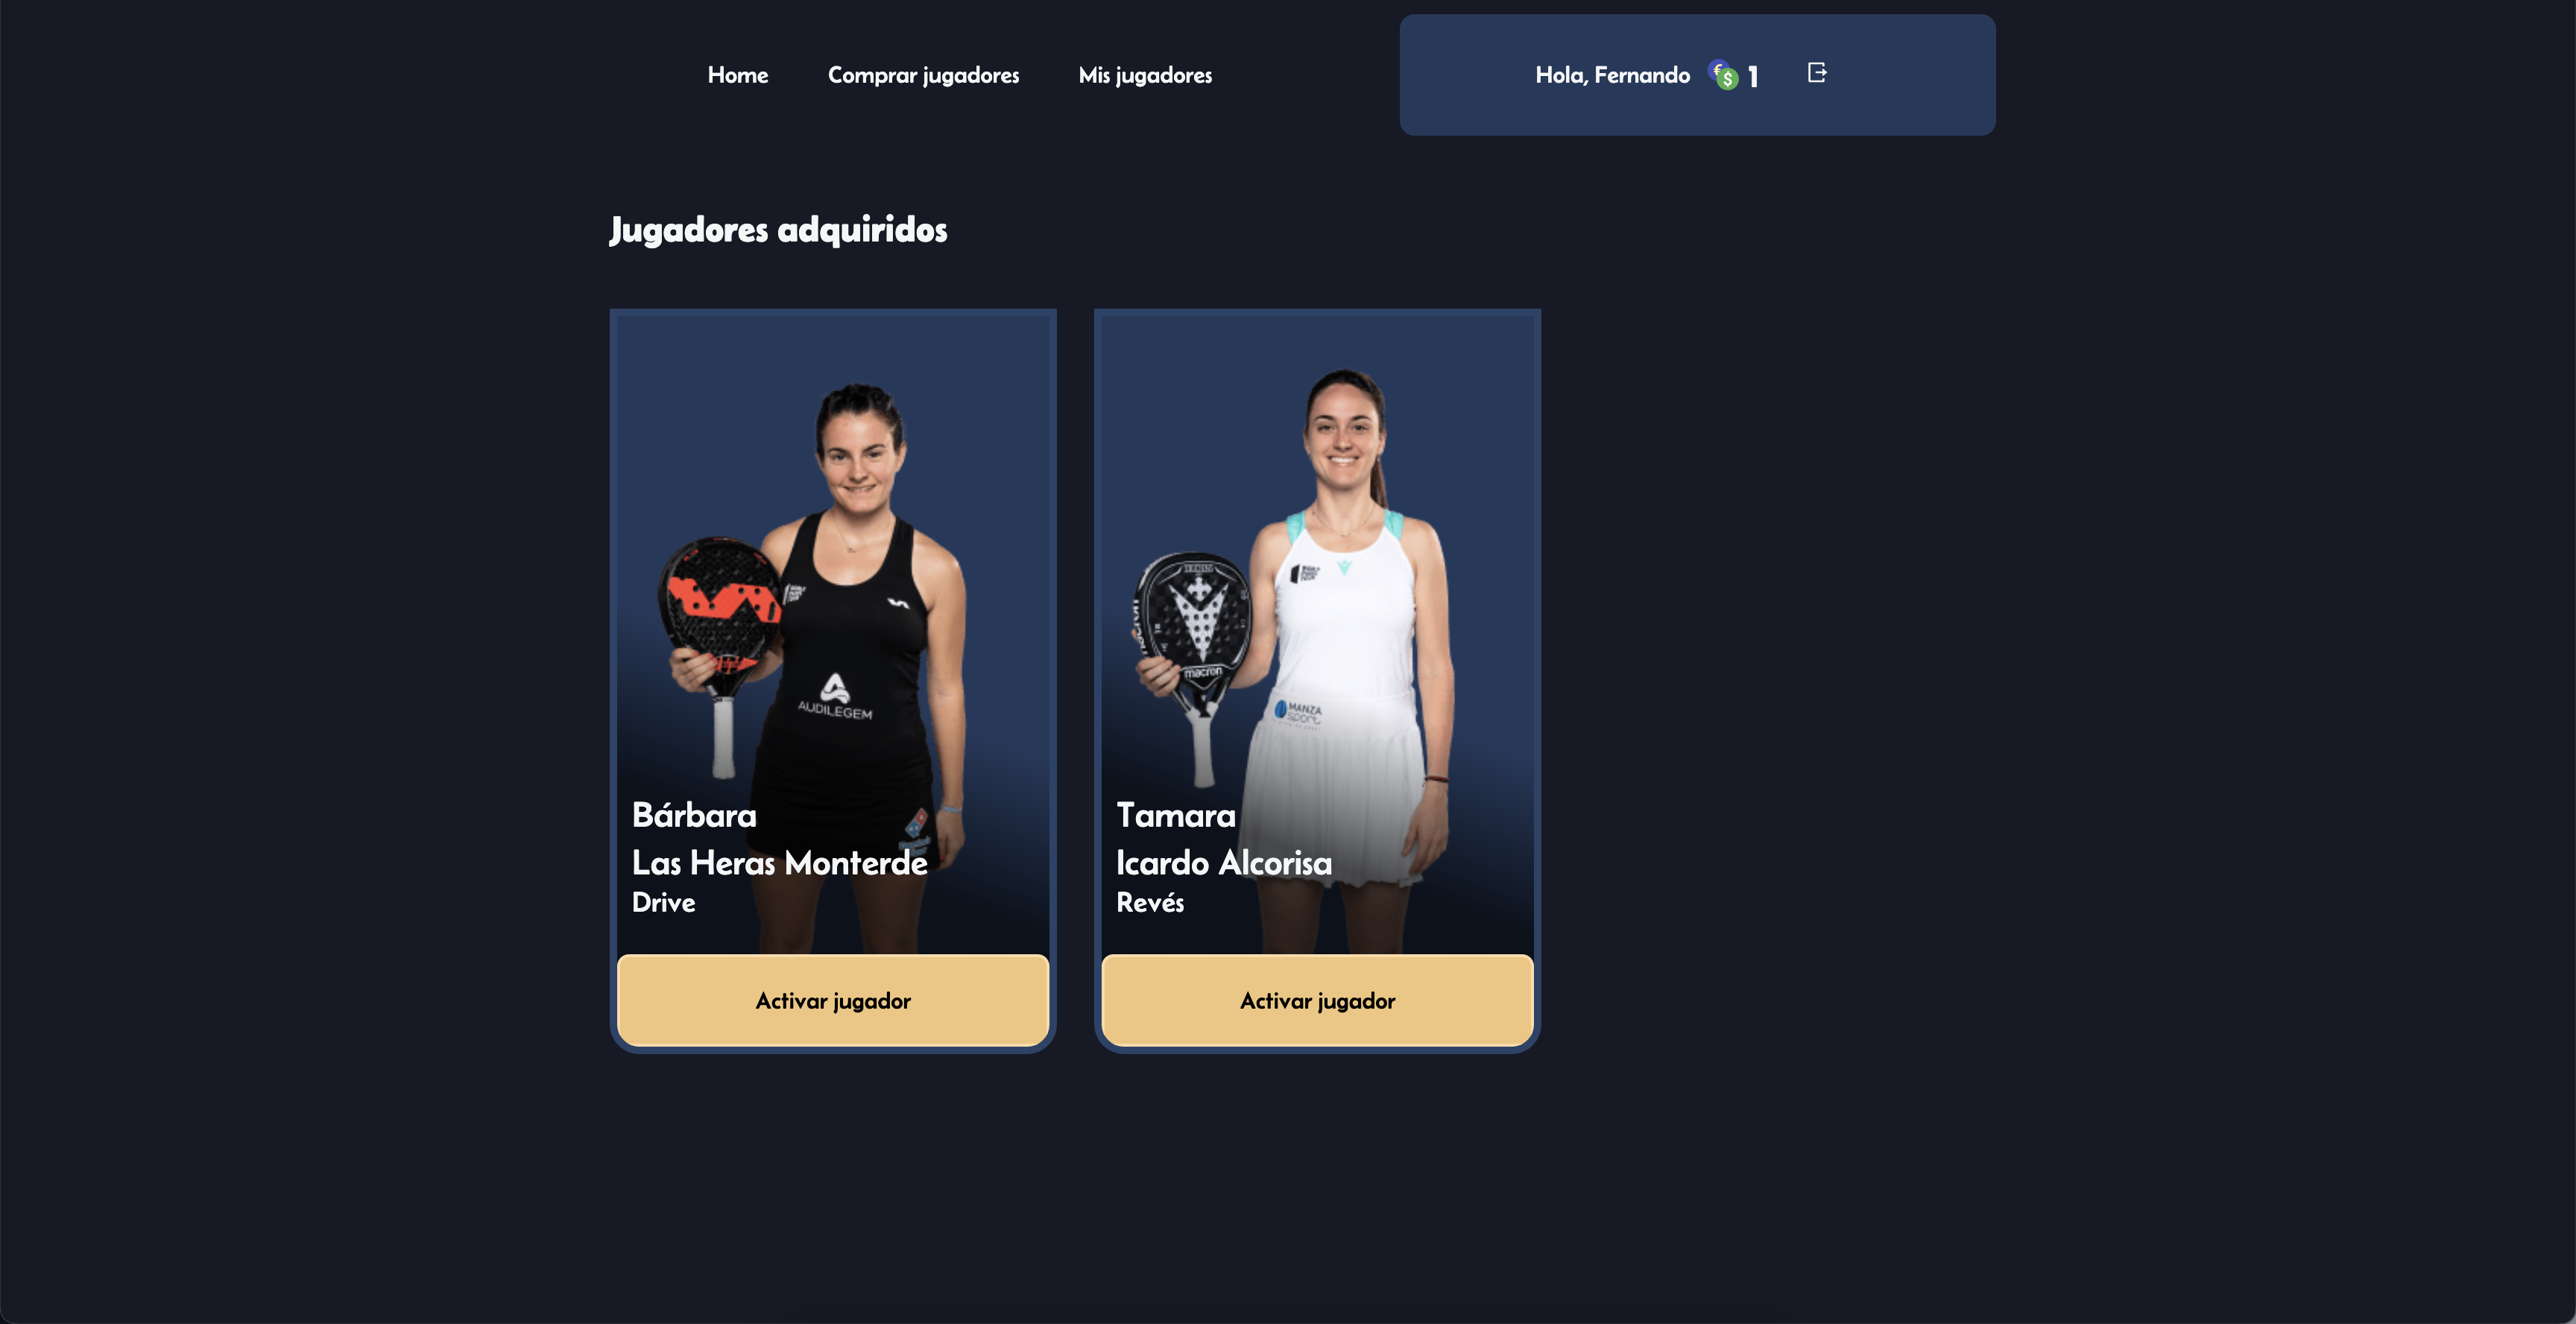 Home
Comprar jugadores
Mis jugadores
Hola, Fernando
1
Jugadores adquiridos
AUDILEGEM
Bárbara
Las Heras Monterde
Drive
Activar jugador
macron
MANZA
sport
Tamara
Icardo Alcorisa
Revés
Activar jugador